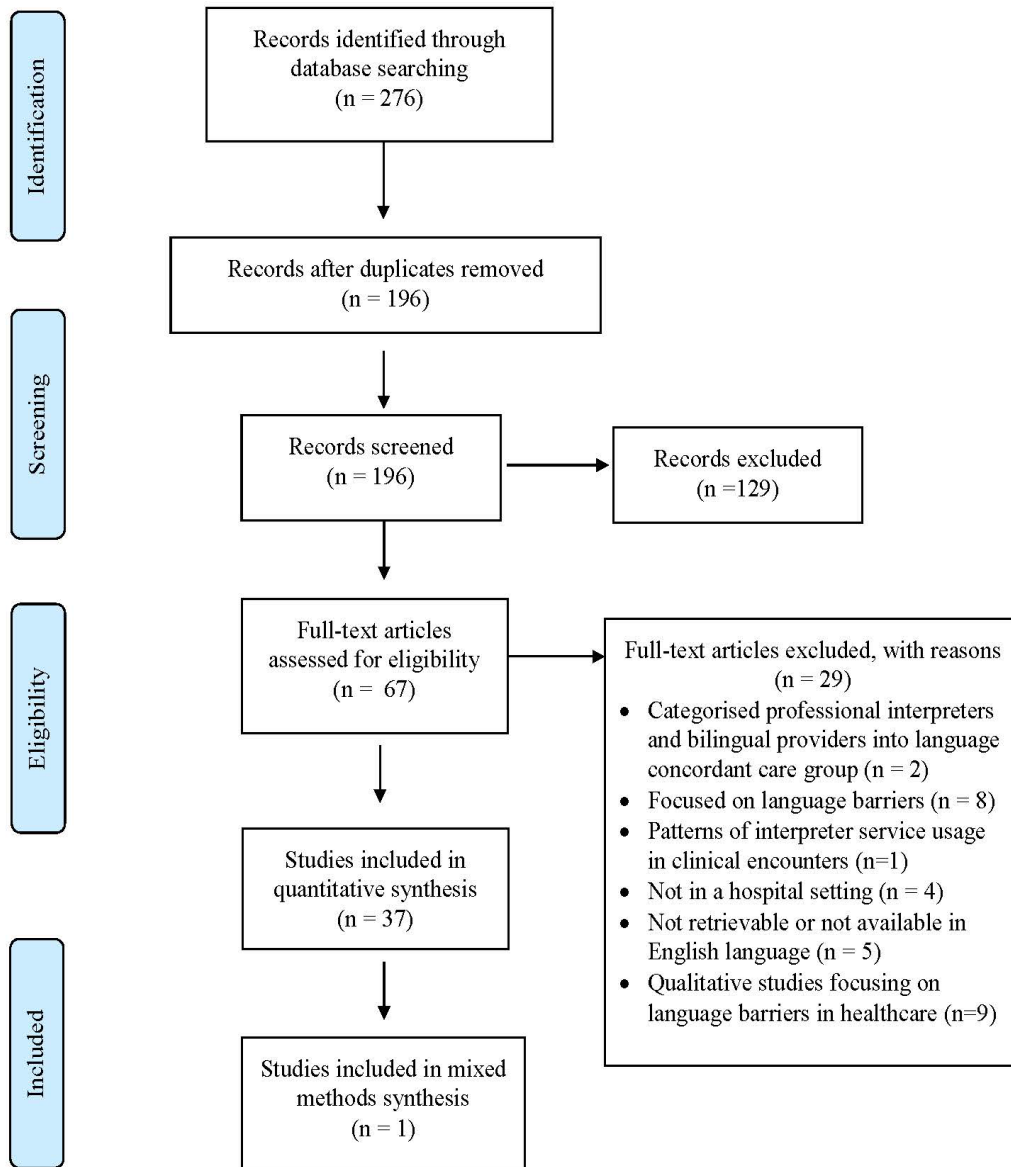 Identification
Records identified through
database searching
(n = 276)
Records after duplicates removed
(n = 196)
Screening
Records screened
(n = 196)
Records excluded
(n =129)
Eligibility
Full-text articles
assessed for eligibility
(n = 67)
Full-text articles excluded, with reasons
(n = 29)
• Categorised professional interpreters
and bilingual providers into language
concordant care group (n = 2)
• Focused on language barriers (n = 8)
• Patterns of interpreter service usage
in clinical encounters (n=1)
• Not in a hospital setting (n = 4)
• Not retrievable or not available in
English language (n = 5)
• Qualitative studies focusing on
language barriers in healthcare (n=9)
Studies included in
quantitative synthesis
(n = 37)
Included
Studies included in mixed
methods synthesis
(n = 1)